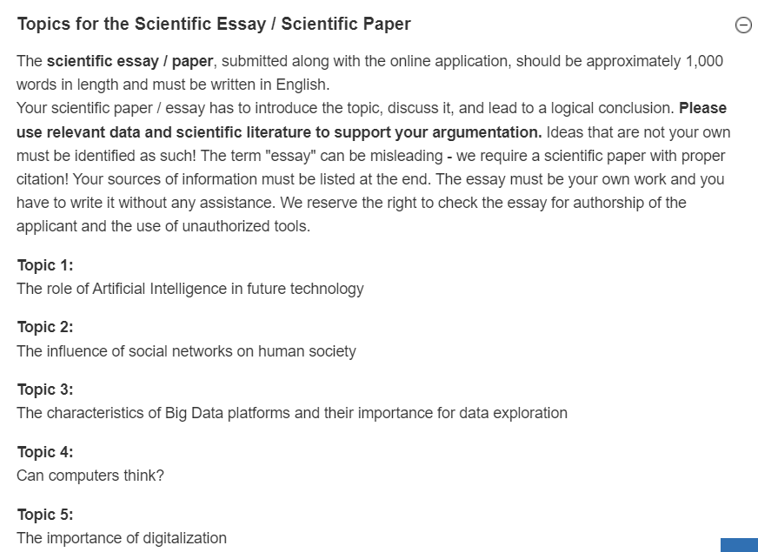 Topics for the Scientific Essay / Scientific Paper
The scientific essay / paper, submitted along with the online application, should be approximately 1,000
words in length and must be written in English.
Your scientific paper / essay has to introduce the topic, discuss it, and lead to a logical conclusion. Please
use relevant data and scientific literature to support your argumentation. Ideas that are not your own
must be identified as such! The term "essay" can be misleading - we require a scientific paper with proper
citation! Your sources of information must be listed at the end. The essay must be your own work and you
have to write it without any assistance. We reserve the right to check the essay for authorship of the
applicant and the use of unauthorized tools.
Topic 1:
The role of Artificial Intelligence in future technology
Topic 2:
The influence of social networks on human society
Topic 3:
The characteristics of Big Data platforms and their importance for data exploration
Topic 4:
Can computers think?
Topic 5:
The importance of digitalization